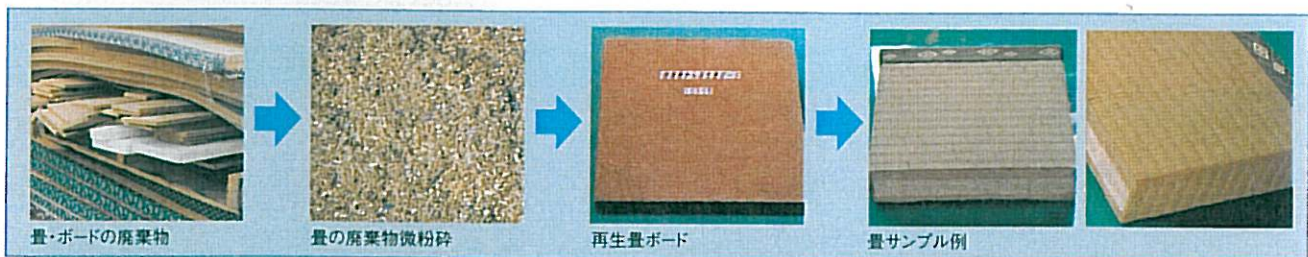 畳・ボードの廃棄物
畳の廃棄物微粉砕
再生畳ボード
畳サンプル例